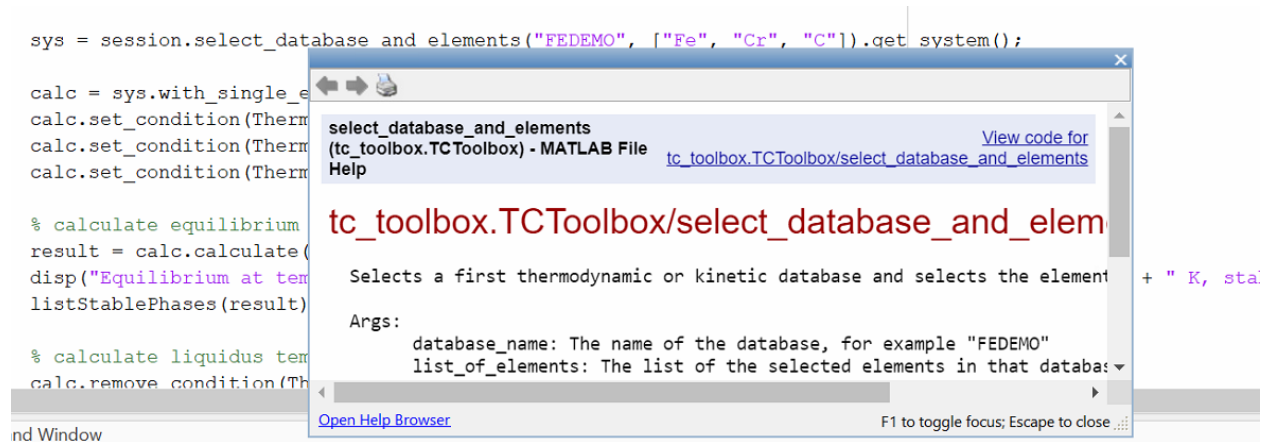 sys = session.select_database_and_elements("FEDEMO", ["Fe", "Cr", "C"]).get_system();
calc = sys.with_single_e
calc.set_condition(Therm
calc.set_condition(Therm
calc.set_condition(Therm
% calculate equilibrium
result = calc.calculate(
disp("Equilibrium at tem
+ " K, sta
listStablePhases(result)
% calculate liquidus tem
calc.remove_condition(Th
nd Window
select_database_and_elements
(tc_toolbox.TCToolbox) - MATLAB File
Help
View code for
tc_toolbox.TCToolbox/select_database_and_elements
tc_toolbox.TCToolbox/select_database_and_elem
Selects a first thermodynamic or kinetic database and selects the element
Args:
database_name: The name of the database, for example "FEDEMO"
list_of_elements: The list of the selected elements in that databas
Open Help Browser
F1 to toggle focus; Escape to close